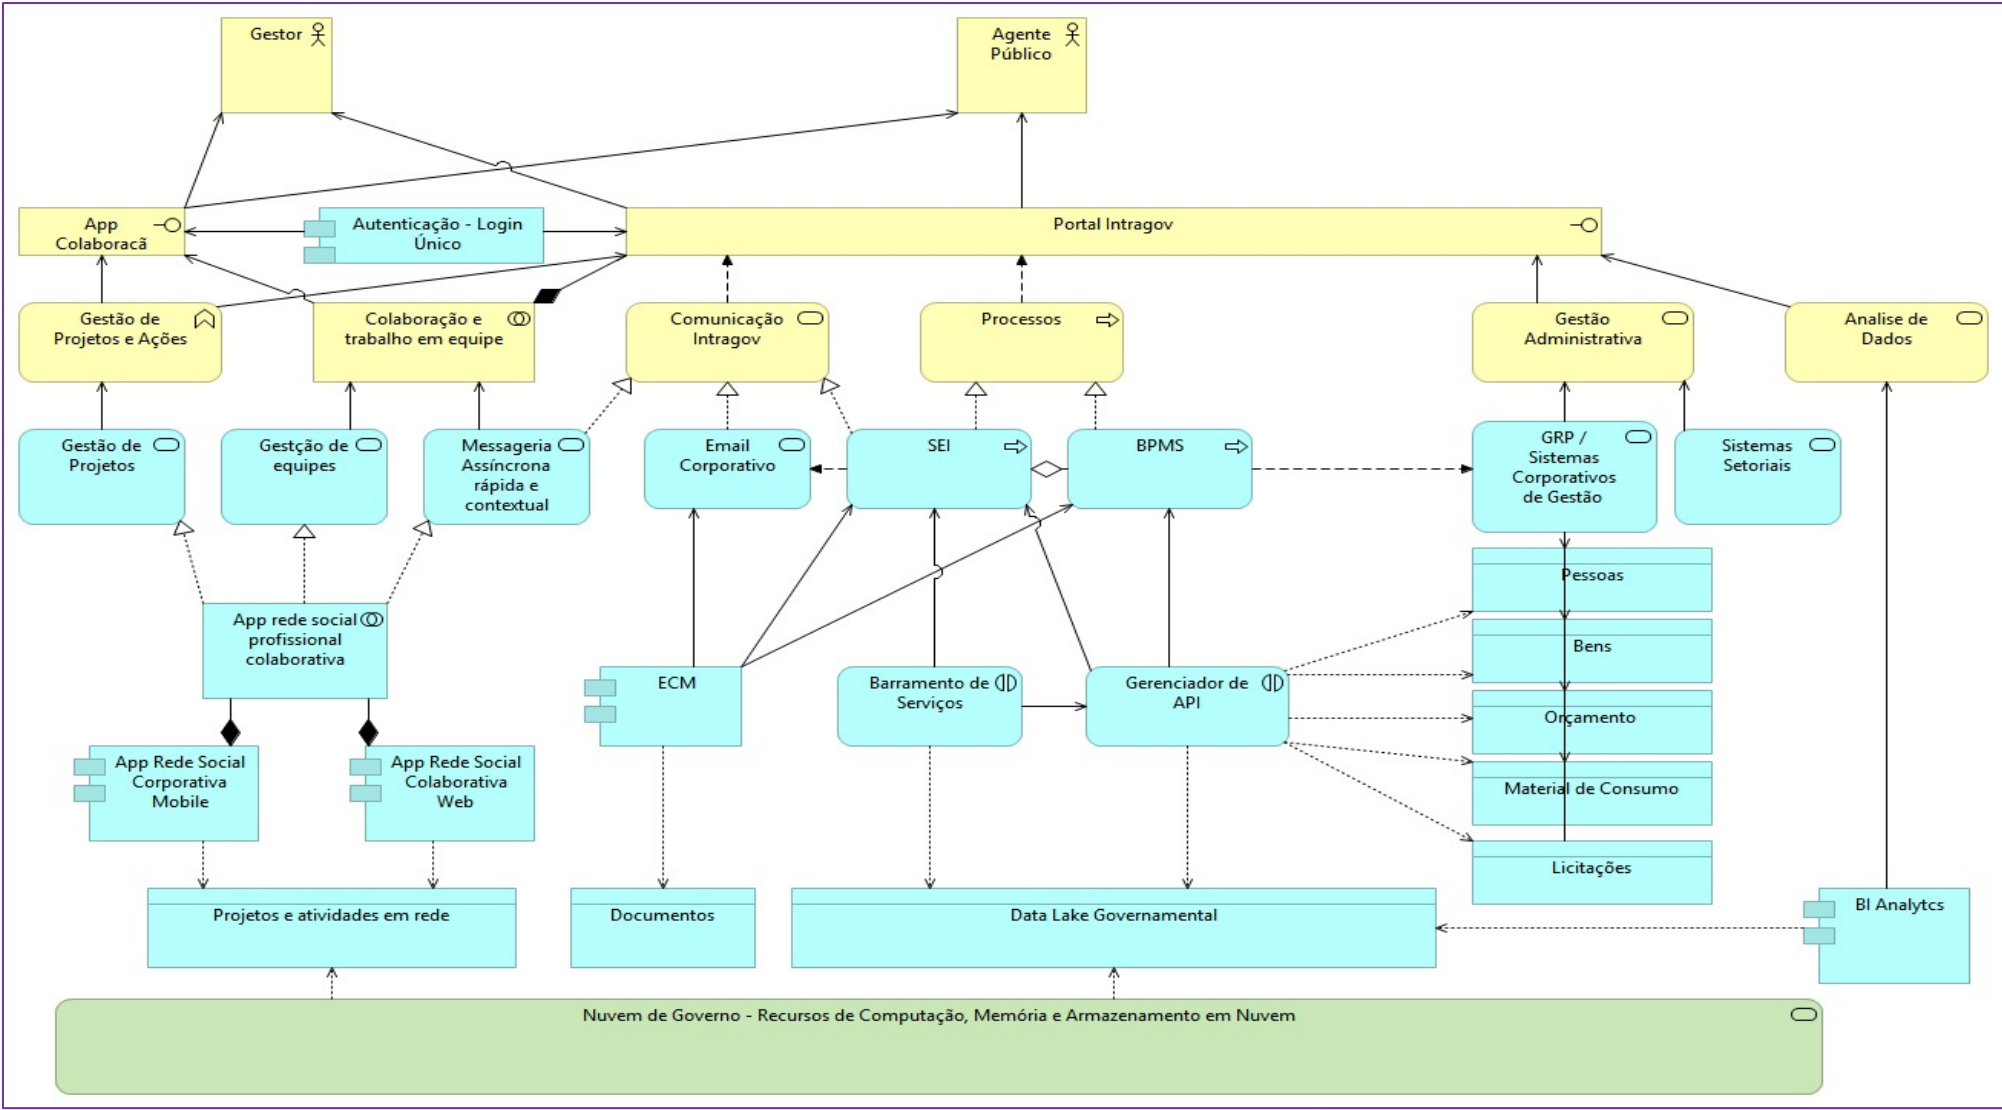 Gestor
Agente
Público
App
Colaboracã
Autenticação - Login
Único
Portal Intragov
Gestão de
Projetos e Ações
Colaboração e
trabalho em equipe
Comunicação
Intragov
Processos
Gestão
Administrativa
Analise de
Dados
Gestão de
Projetos
Gestção de
equipes
Messageria
Assíncrona
rápida e
contextual
Email
Corporativo
SEI
BPMS
GRP /
Sistemas
Corporativos
de Gestão
Sistemas
Setoriais
Pessoas
Bens
Orçamento
Material de Consumo
Licitações
App rede social
profissional
colaborativa
ECM
Barramento de
Serviços
Gerenciador de
API
App Rede Social
Corporativa
Mobile
App Rede Social
Colaborativa
Web
Projetos e atividades em rede
Documentos
Data Lake Governamental
BI Analytcs
Nuvem de Governo - Recursos de Computação, Memória e Armazenamento em Nuvem